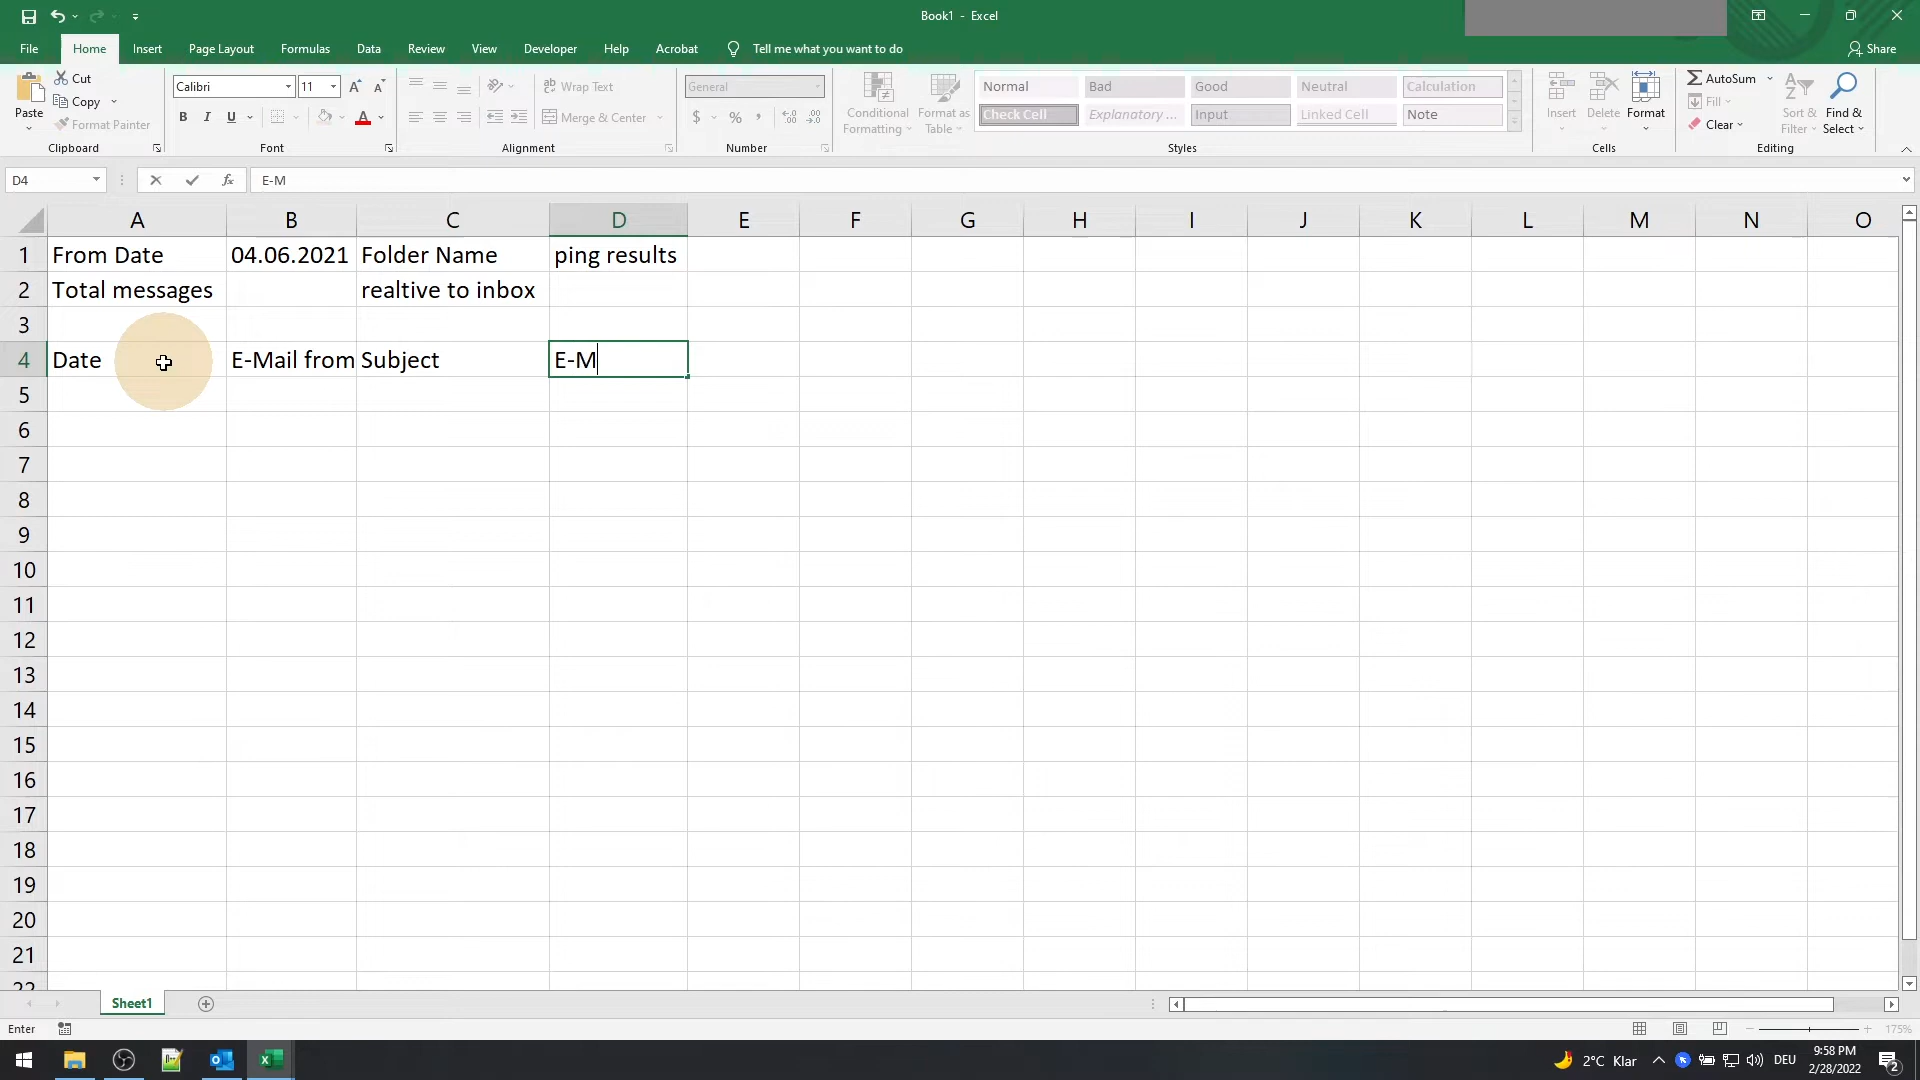 Book1 - Excel
File Home Insert Page Layout Formulas Data Review View Developer Help Acrobat Tell me what you want to do Share
Paste Cut Copy Format Painter Clipboard
Calibri 11 A A B I U A Font
Wrap Text Merge & Center Alignment
General $ % , Number
Conditional Formatting Format as Table
Normal Bad Good Neutral Calculation
Check Cell Explanatory ... Input Linked Cell Note
Styles
Insert Delete Format Cells
AutoSum Fill Clear Sort & Filter Find & Select Editing
D4 fx E-M
A B C D E F G H I J K L M N O
1 From Date 04.06.2021 Folder Name ping results
2 Total messages realtive to inbox
3
4 Date E-Mail from Subject E-M
5
6
7
8
9
10
11
12
13
14
15
16
17
18
19
20
21
22
Sheet1
Enter 175%
2°C Klar DEU 9:58 PM
2/28/2022 2